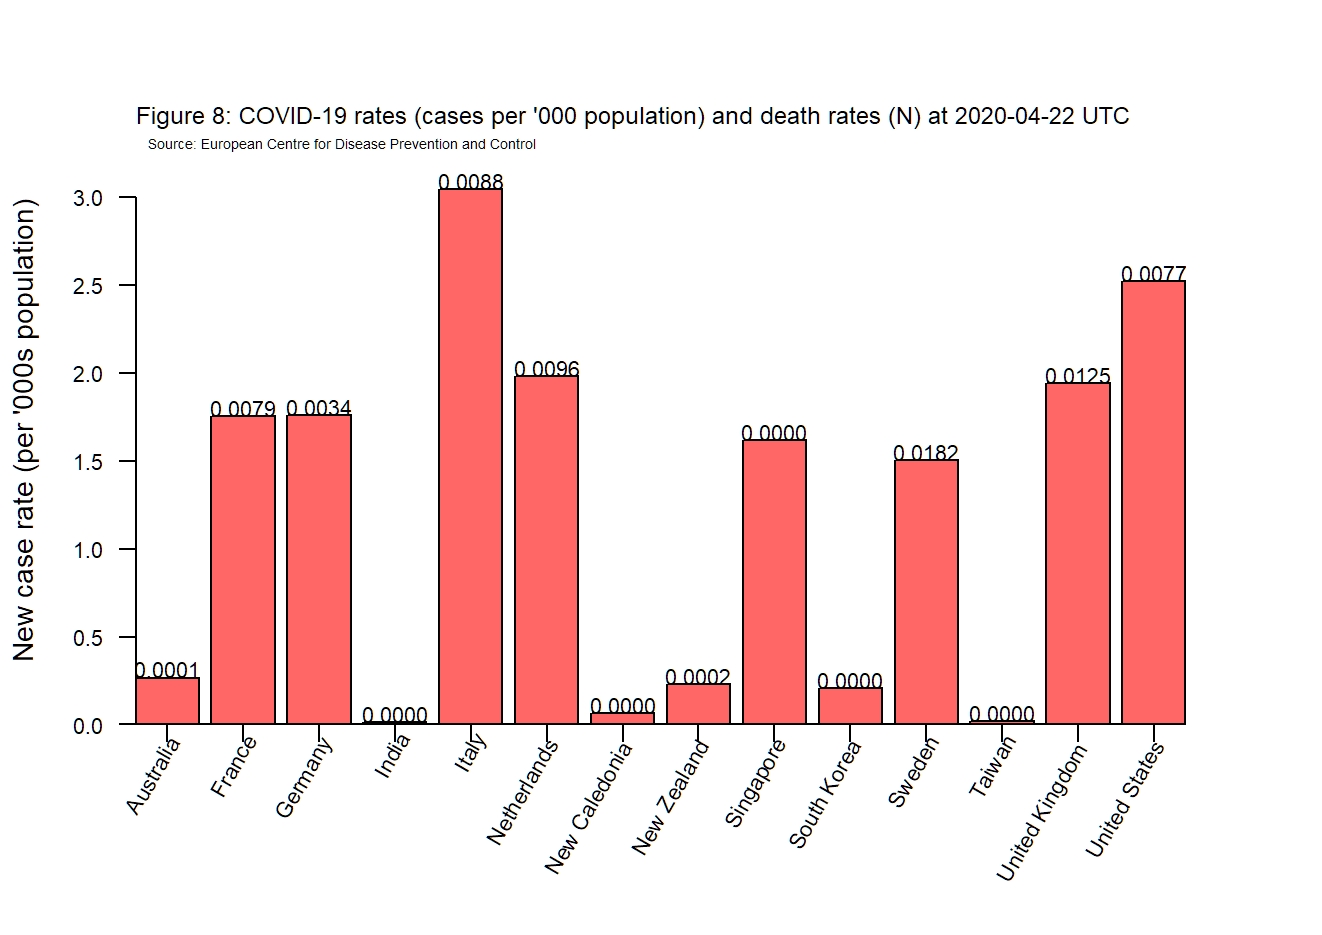 Figure 8: COVID-19 rates (cases per '000 population) and death rates (N) at 2020-04-22 UTC
Source: European Centre for Disease Prevention and Control
New case rate (per '000s population)
3.0
2.5
2.0
1.5
1.0
0.5
0.0
0.0001
0.0079
0.0034
0.0000
0.0088
0.0096
0.0000
0.0002
0.0000
0.0000
0.0182
0.0000
0.0125
0.0077
Australia
France
Germany
India
Italy
Netherlands
New Caledonia
New Zealand
Singapore
South Korea
Sweden
Taiwan
United Kingdom
United States